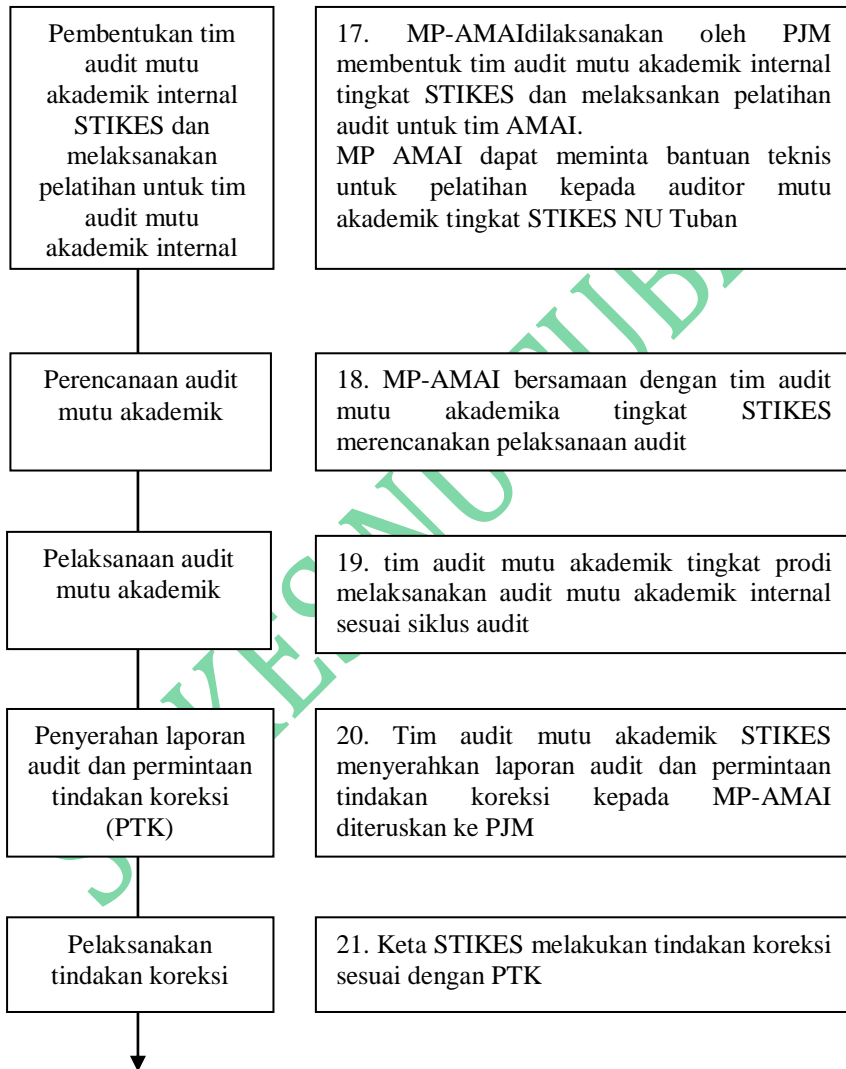 Pembentukan tim
audit mutu
akademik internal
STIKES dan
melaksanakan
pelatihan untuk tim
audit mutu
akademik internal
17. MP-AMAIdilaksanakan oleh PJM
membentuk tim audit mutu akademik internal
tingkat STIKES dan melaksankan pelatihan
audit untuk tim AMAI.
MP AMAI dapat meminta bantuan teknis
untuk pelatihan kepada auditor mutu
akademik tingkat STIKES NU Tuban
Perencanaan audit
mutu akademik
18. MP-AMAI bersamaan dengan tim audit
mutu akademika tingkat STIKES
merencanakan pelaksanaan audit
Pelaksanaan audit
mutu akademik
19. tim audit mutu akademik tingkat prodi
melaksanakan audit mutu akademik internal
sesuai siklus audit
Penyerahan laporan
audit dan permintaan
tindakan koreksi
(PTK)
20. Tim audit mutu akademik STIKES
menyerahkan laporan audit dan permintaan
tindakan koreksi kepada MP-AMAI
diteruskan ke PJM
Pelaksanakan
tindakan koreksi
21. Keta STIKES melakukan tindakan koreksi
sesuai dengan PTK